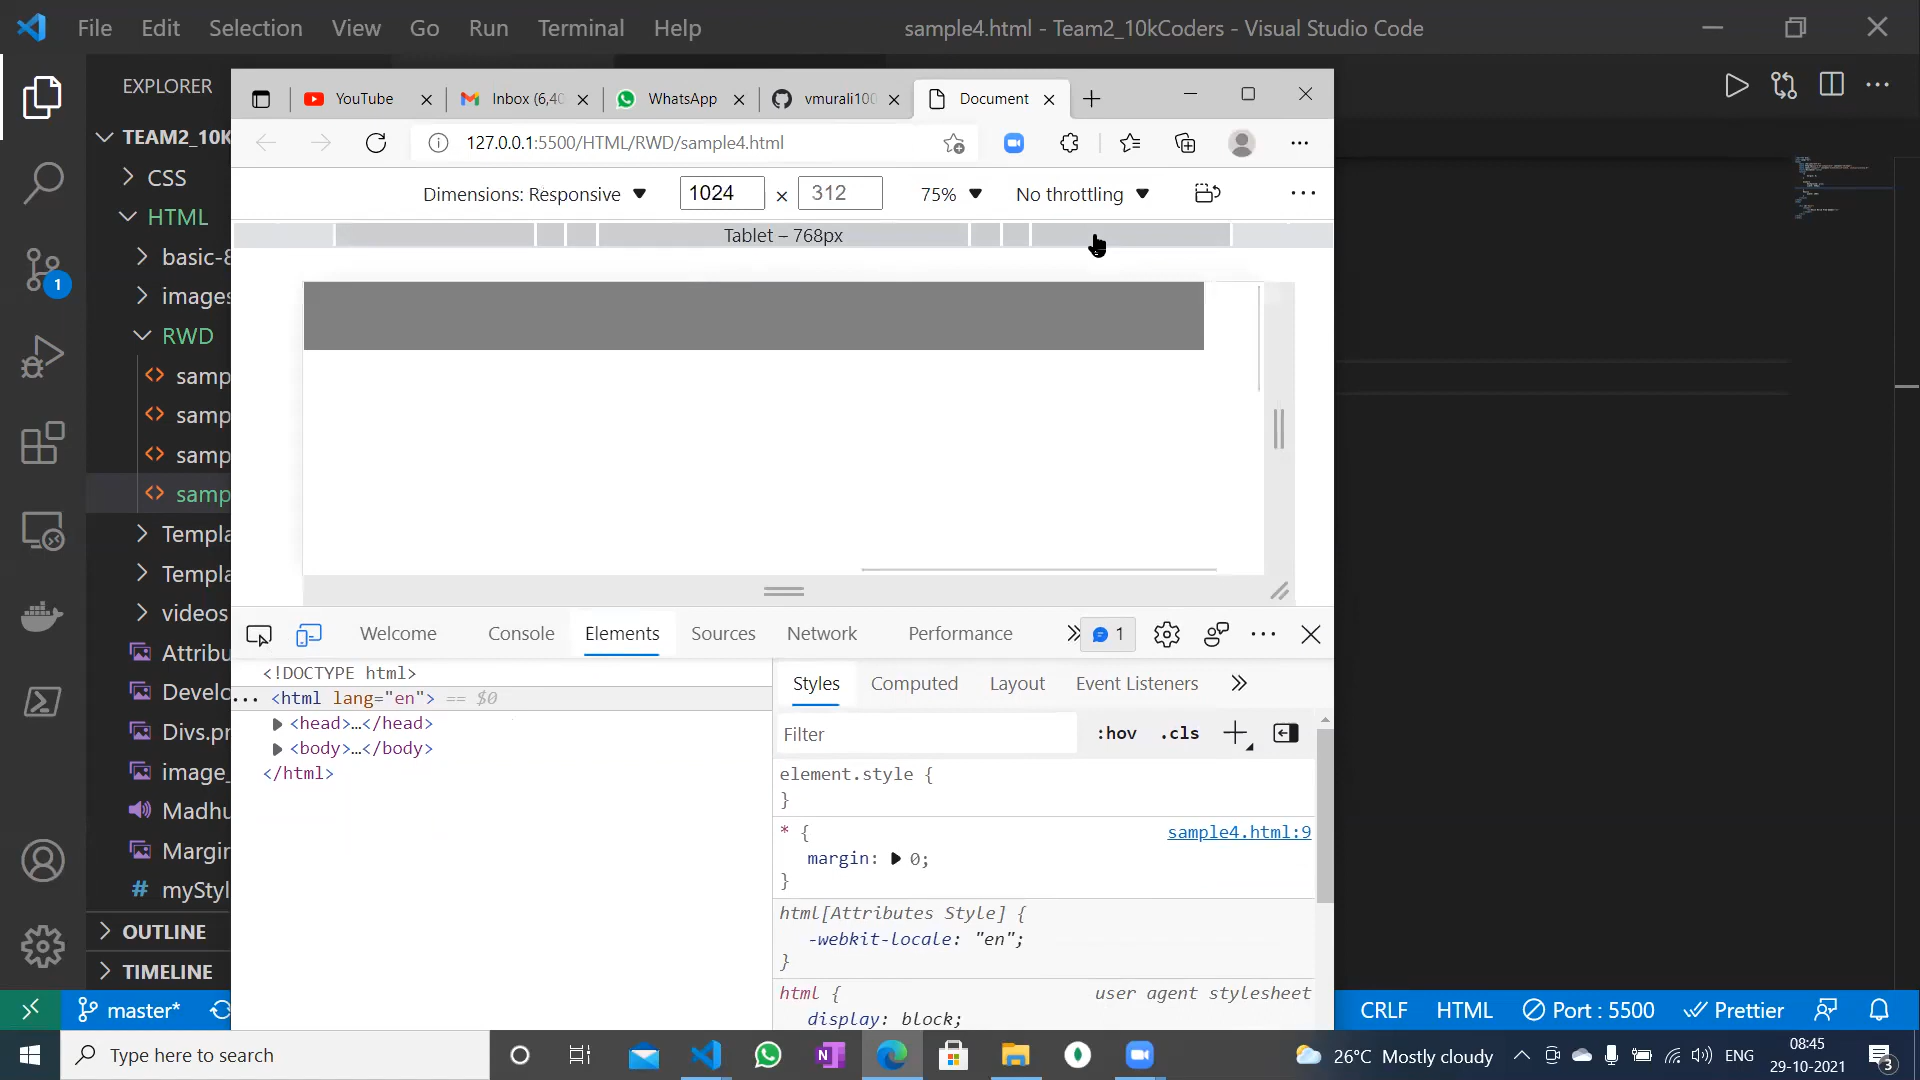 File Edit Selection View Go Run Terminal Help sample4.html - Team2_10kCoders - Visual Studio Code
EXPLORER
TEAM2_10K
CSS
HTML
basic-8
images
RWD
samp
samp
samp
samp
Templa
Templa
videos
Attribu
Develo
Divs.pr
image_
Madhu
Margin
# mySty
OUTLINE
TIMELINE
YouTube Inbox (6,40 WhatsApp vmurali100 Document
127.0.0.1:5500/HTML/RWD/sample4.html
Dimensions: Responsive 1024 x 312 75% No throttling
Tablet – 768px
Welcome Console Elements Sources Network Performance 1
<!DOCTYPE html>
··· <html lang="en"> == $0
<head>…</head>
<body>…</body>
</html>
Styles Computed Layout Event Listeners
Filter :hov .cls
element.style {
}
* { sample4.html:9
margin: 0;
}
html[Attributes Style] {
-webkit-locale: "en";
}
html { user agent stylesheet
display: block;
1
master* CRLF HTML Port : 5500 Prettier
Type here to search 26°C Mostly cloudy ENG 08:45
29-10-2021
3